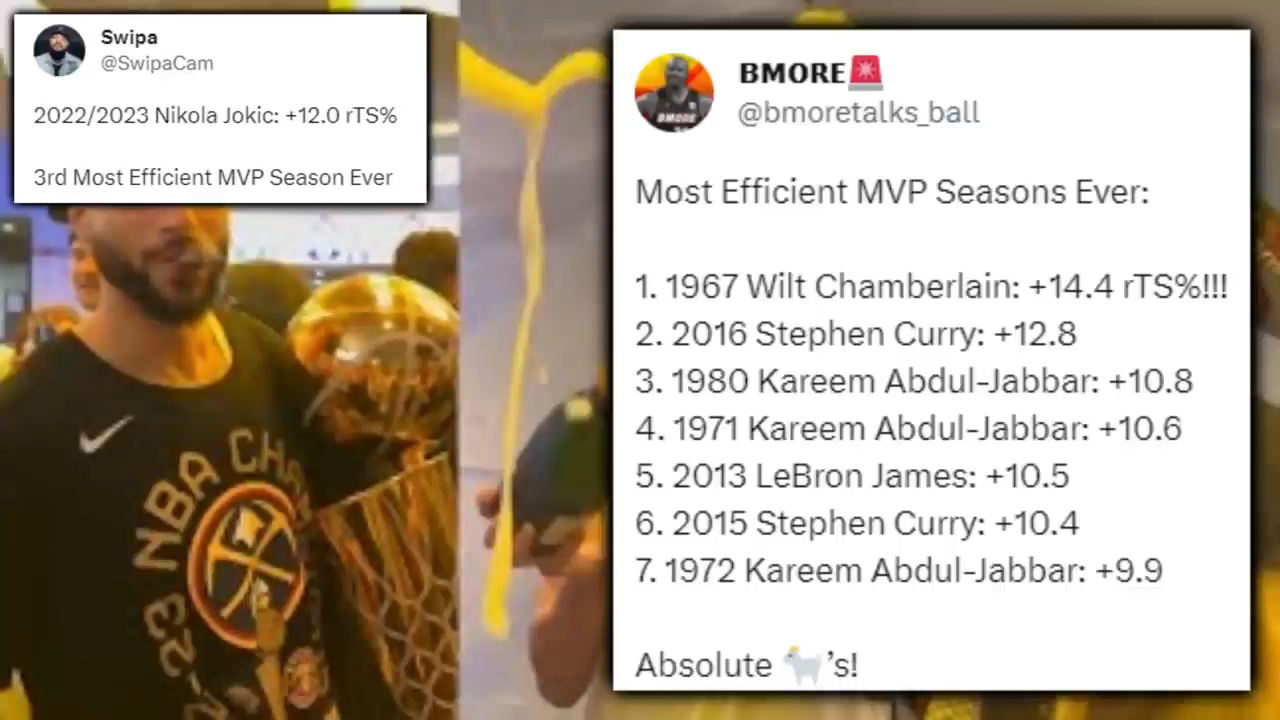 Swipa
@SwipaCam
2022/2023 Nikola Jokic: +12.0 rTS%
3rd Most Efficient MVP Season Ever
BMORE🚨
@bmoretalks_ball
Most Efficient MVP Seasons Ever:
1. 1967 Wilt Chamberlain: +14.4 rTS%!!!
2. 2016 Stephen Curry: +12.8
3. 1980 Kareem Abdul-Jabbar: +10.8
4. 1971 Kareem Abdul-Jabbar: +10.6
5. 2013 LeBron James: +10.5
6. 2015 Stephen Curry: +10.4
7. 1972 Kareem Abdul-Jabbar: +9.9
Absolute 🐐's!
BMORE
NBA CHA